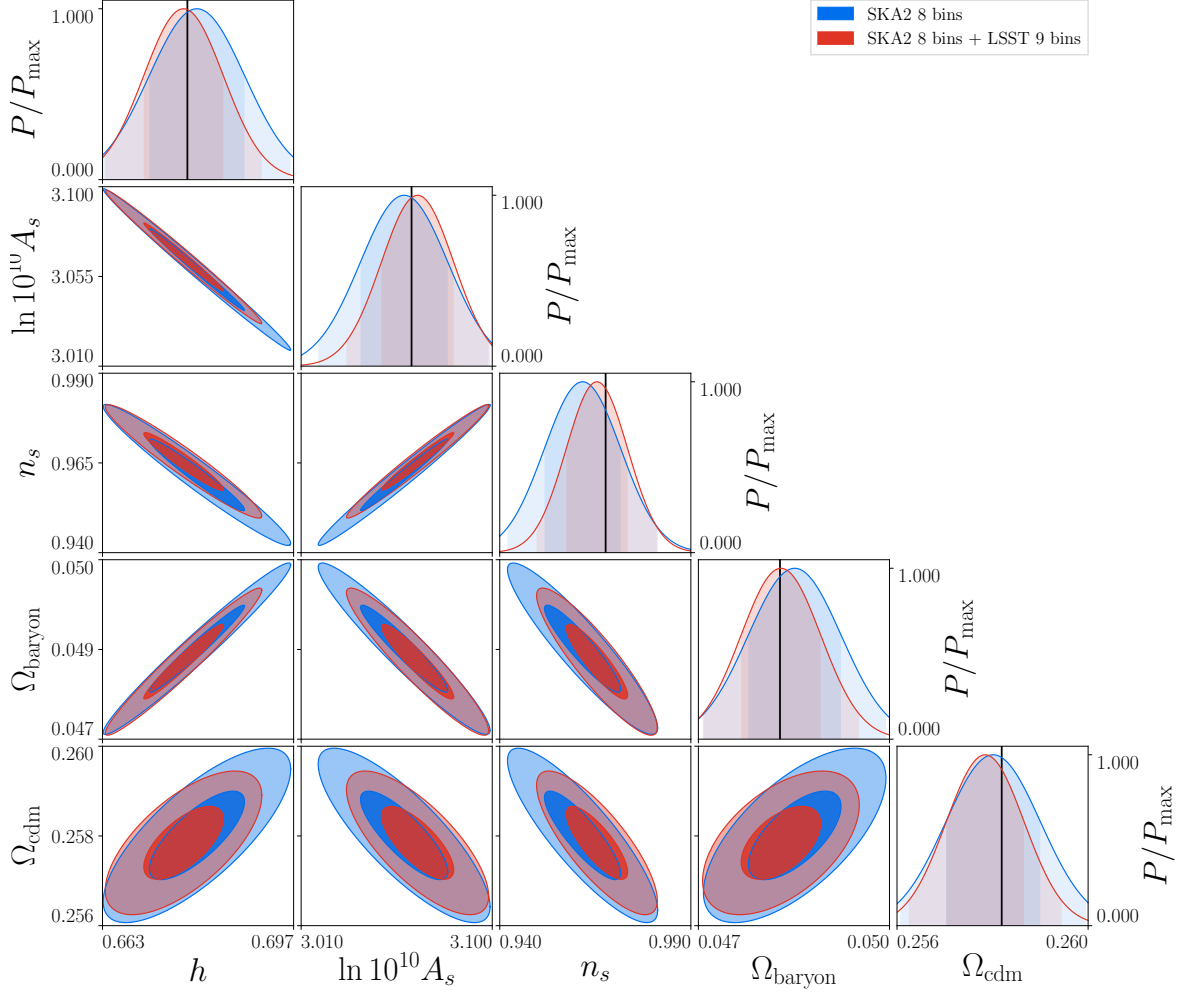 SKA2 8 bins
SKA2 8 bins + LSST 9 bins
1.000
P/P_max
0.000
3.100
ln 10^10 A_s
3.055
3.010
1.000
P/P_max
0.000
0.990
n_s
0.965
0.940
1.000
P/P_max
0.000
0.050
Ω_baryon
0.049
0.047
1.000
P/P_max
0.000
0.260
Ω_cdm
0.258
0.256
1.000
P/P_max
0.000
0.663 0.697 3.010 3.100 0.940 0.990 0.047 0.050 0.256 0.260
h ln 10^10 A_s n_s Ω_baryon Ω_cdm